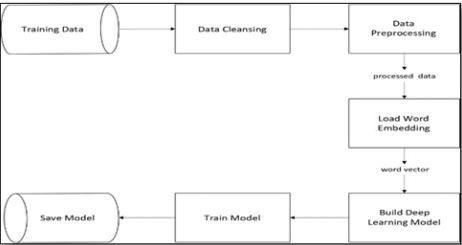 Training Data
Data Cleansing
Data
Preprocessing
processed data
Load Word
Embedding
word vector
Build Deep
Learning Model
Train Model
Save Model